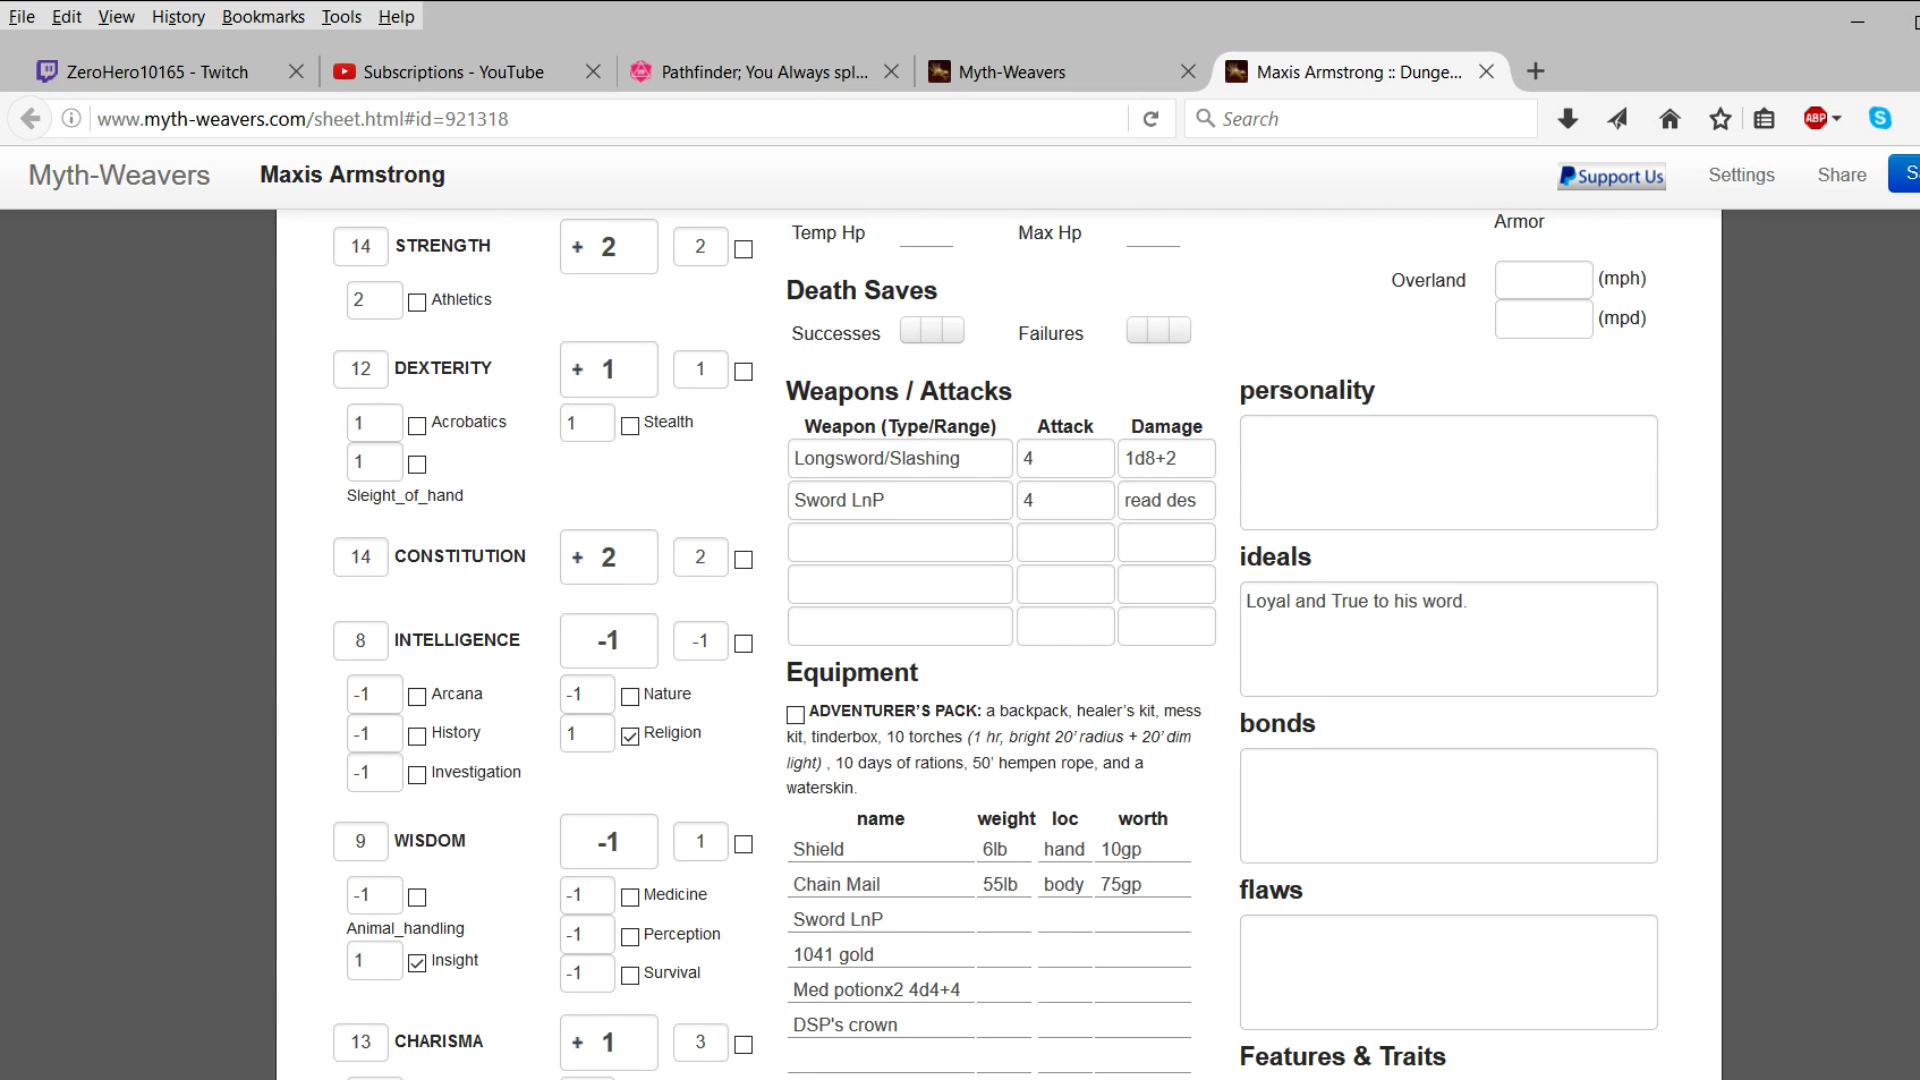 File Edit View History Bookmarks Tools Help
ZeroHero10165 - Twitch
Subscriptions - YouTube
Pathfinder; You Always spl...
Myth-Weavers
Maxis Armstrong :: Dunge...
www.myth-weavers.com/sheet.html#id=921318
Search
ABP
Myth-Weavers
Maxis Armstrong
PayPal Support Us
Settings
Share
14 STRENGTH + 2 2
2 Athletics
12 DEXTERITY + 1 1
1 Acrobatics
1 Stealth
1
Sleight_of_hand
14 CONSTITUTION + 2 2
8 INTELLIGENCE -1 -1
-1 Arcana
-1 Nature
-1 History
1 Religion
-1 Investigation
9 WISDOM -1 1
-1
Animal_handling
-1 Medicine
-1 Perception
1 Insight
-1 Survival
13 CHARISMA + 1 3
Temp Hp
Max Hp
Death Saves
Successes
Failures
Weapons / Attacks
Weapon (Type/Range) Attack Damage
Longsword/Slashing 4 1d8+2
Sword LnP 4 read des
Equipment
ADVENTURER'S PACK: a backpack, healer's kit, mess
kit, tinderbox, 10 torches (1 hr, bright 20' radius + 20' dim
light) , 10 days of rations, 50' hempen rope, and a
waterskin.
name weight loc worth
Shield 6lb hand 10gp
Chain Mail 55lb body 75gp
Sword LnP
1041 gold
Med potionx2 4d4+4
DSP's crown
Armor
Overland (mph)
(mpd)
personality
ideals
Loyal and True to his word.
bonds
flaws
Features & Traits